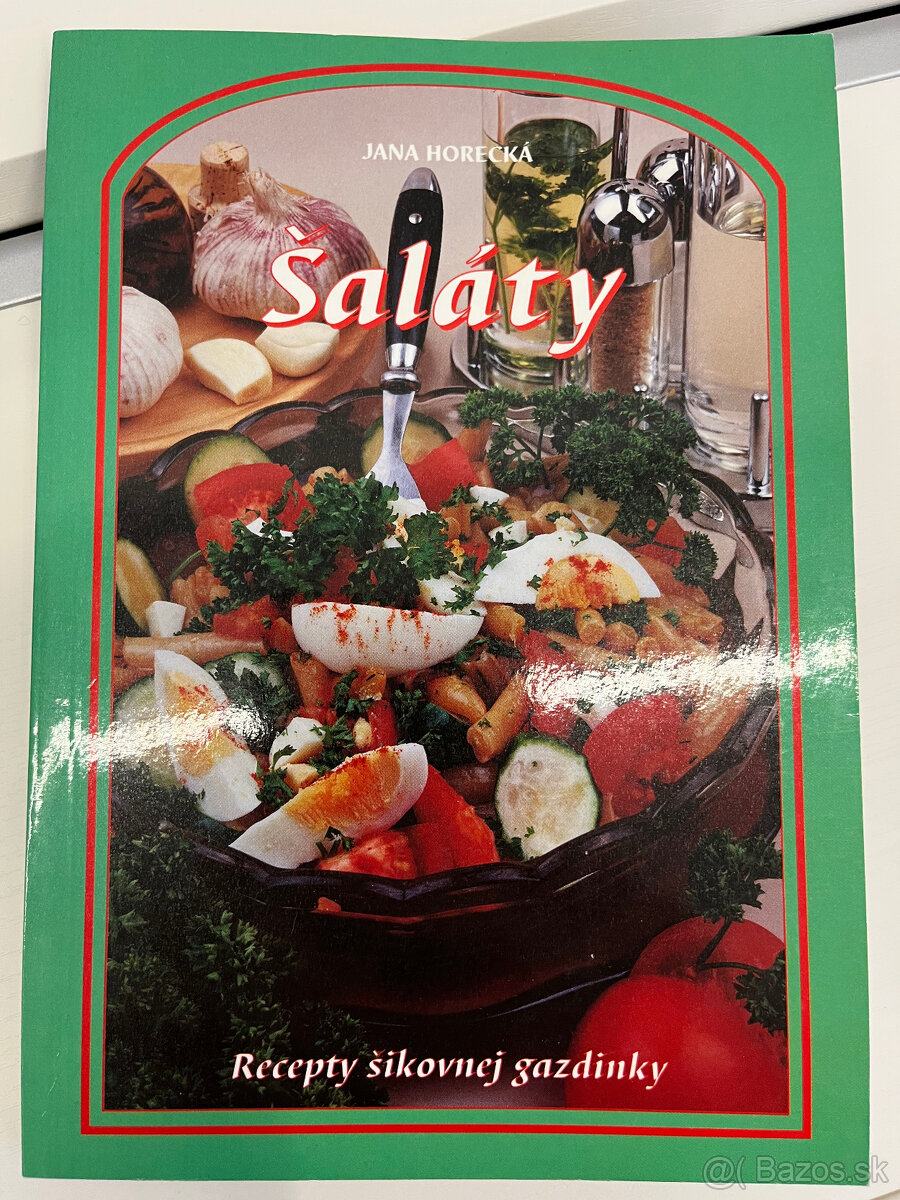 JANA HORECKÁ
Šaláty
Recepty šikovnej gazdinky
@( Bazos.sk